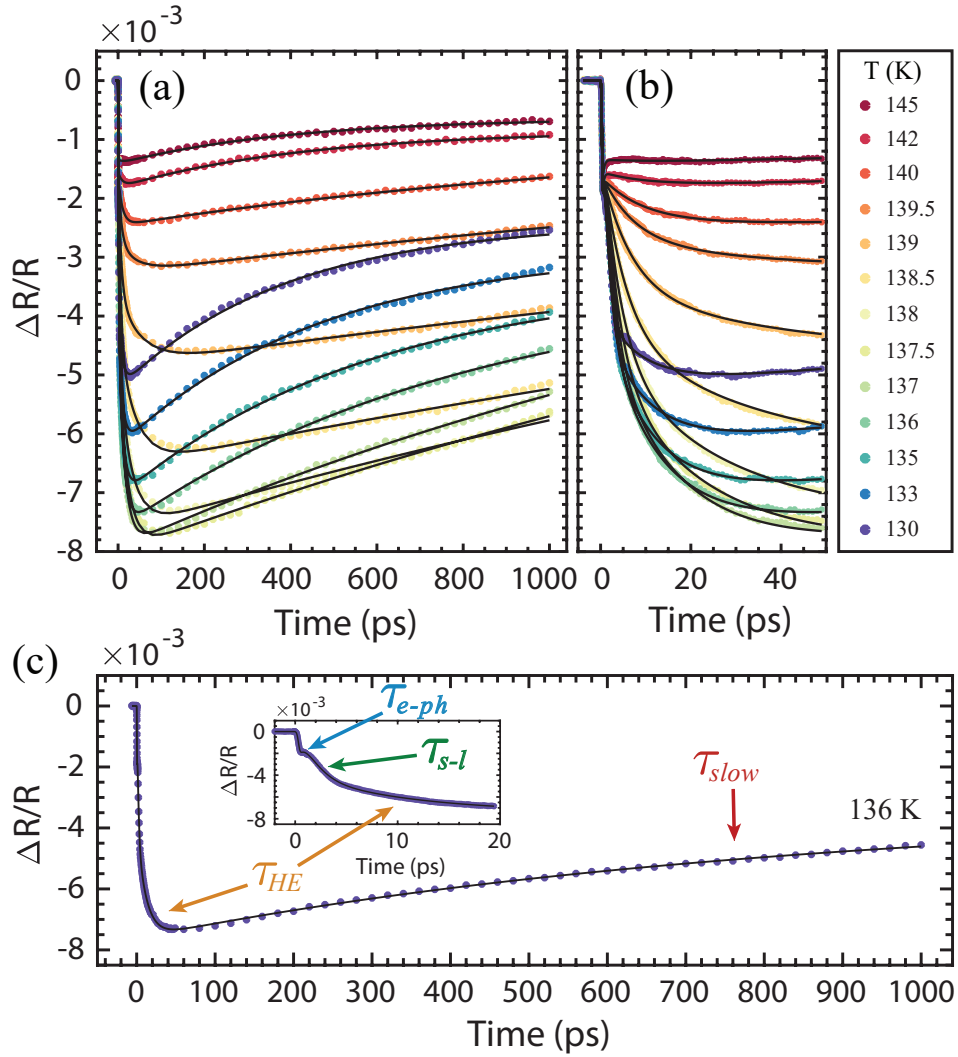 ×10⁻³
(a)
(b)
ΔR/R
0
-1
-2
-3
-4
-5
-6
-7
-8
0 200 400 600 800 1000
Time (ps)
0 20 40
Time (ps)
T (K)
145
142
140
139.5
139
138.5
138
137.5
137
136
135
133
130
(c)
×10⁻³
ΔR/R
0
-2
-4
-6
-8
×10⁻³
ΔR/R
0
-4
-8
0 10 20
Time (ps)
τe-ph
τs-l
τHE
τslow
136 K
0 100 200 300 400 500 600 700 800 900 1000
Time (ps)